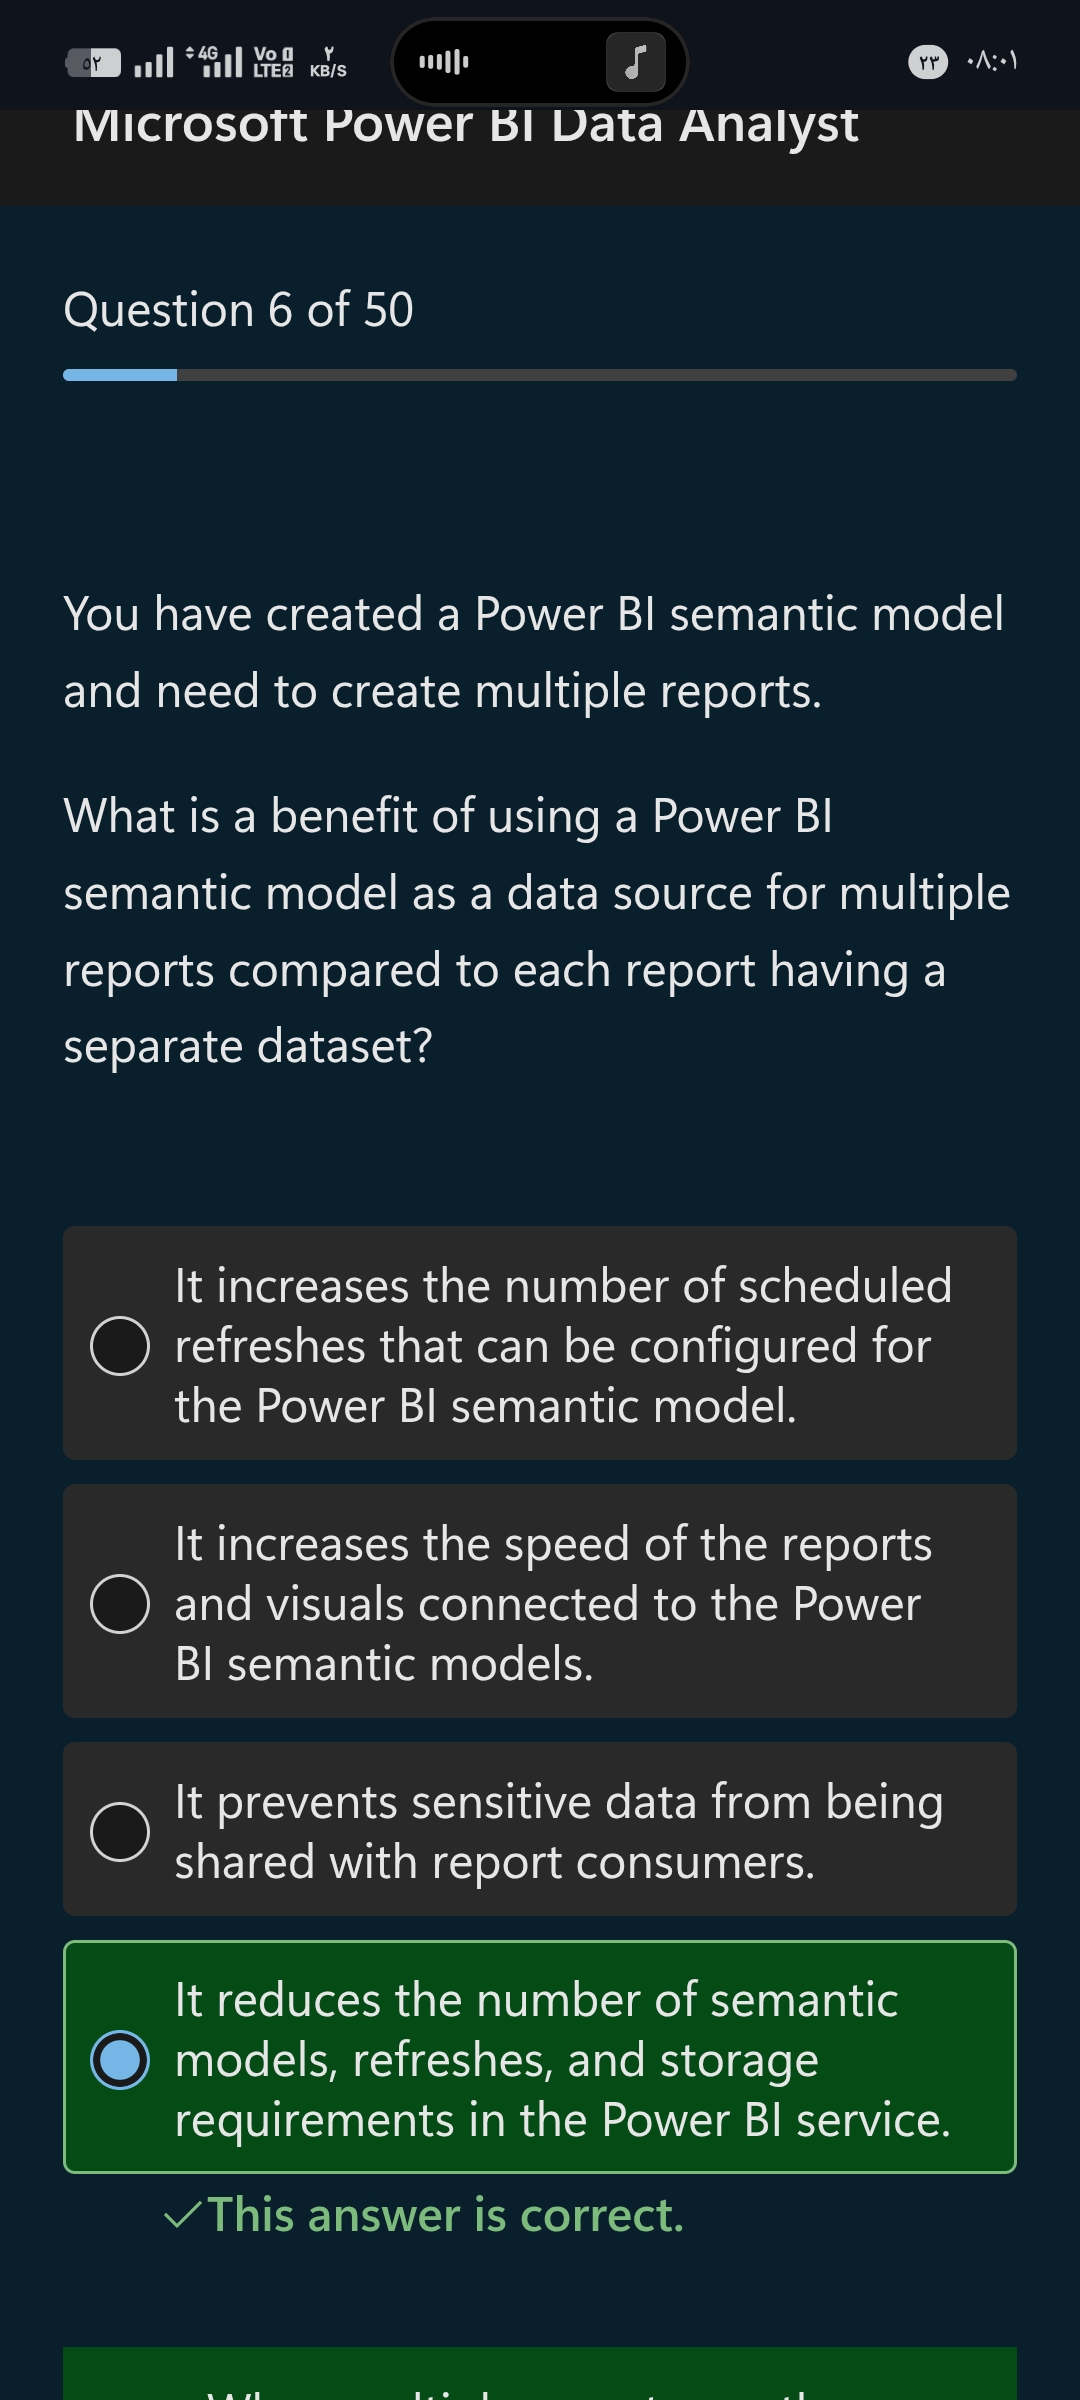 ٥٢ 4G Vo 1 LTE2 ٢ KB/S ٢٣ ٠٨:٠١
Microsoft Power BI Data Analyst
Question 6 of 50
You have created a Power BI semantic model
and need to create multiple reports.
What is a benefit of using a Power BI
semantic model as a data source for multiple
reports compared to each report having a
separate dataset?
It increases the number of scheduled
refreshes that can be configured for
the Power BI semantic model.
It increases the speed of the reports
and visuals connected to the Power
BI semantic models.
It prevents sensitive data from being
shared with report consumers.
It reduces the number of semantic
models, refreshes, and storage
requirements in the Power BI service.
This answer is correct.